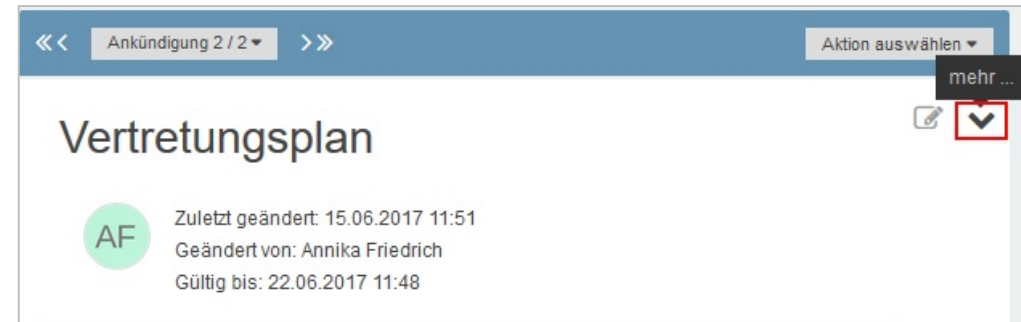 Ankündigung 2 / 2
Aktion auswählen
mehr ...
Vertretungsplan
AF
Zuletzt geändert: 15.06.2017 11:51
Geändert von: Annika Friedrich
Gültig bis: 22.06.2017 11:48